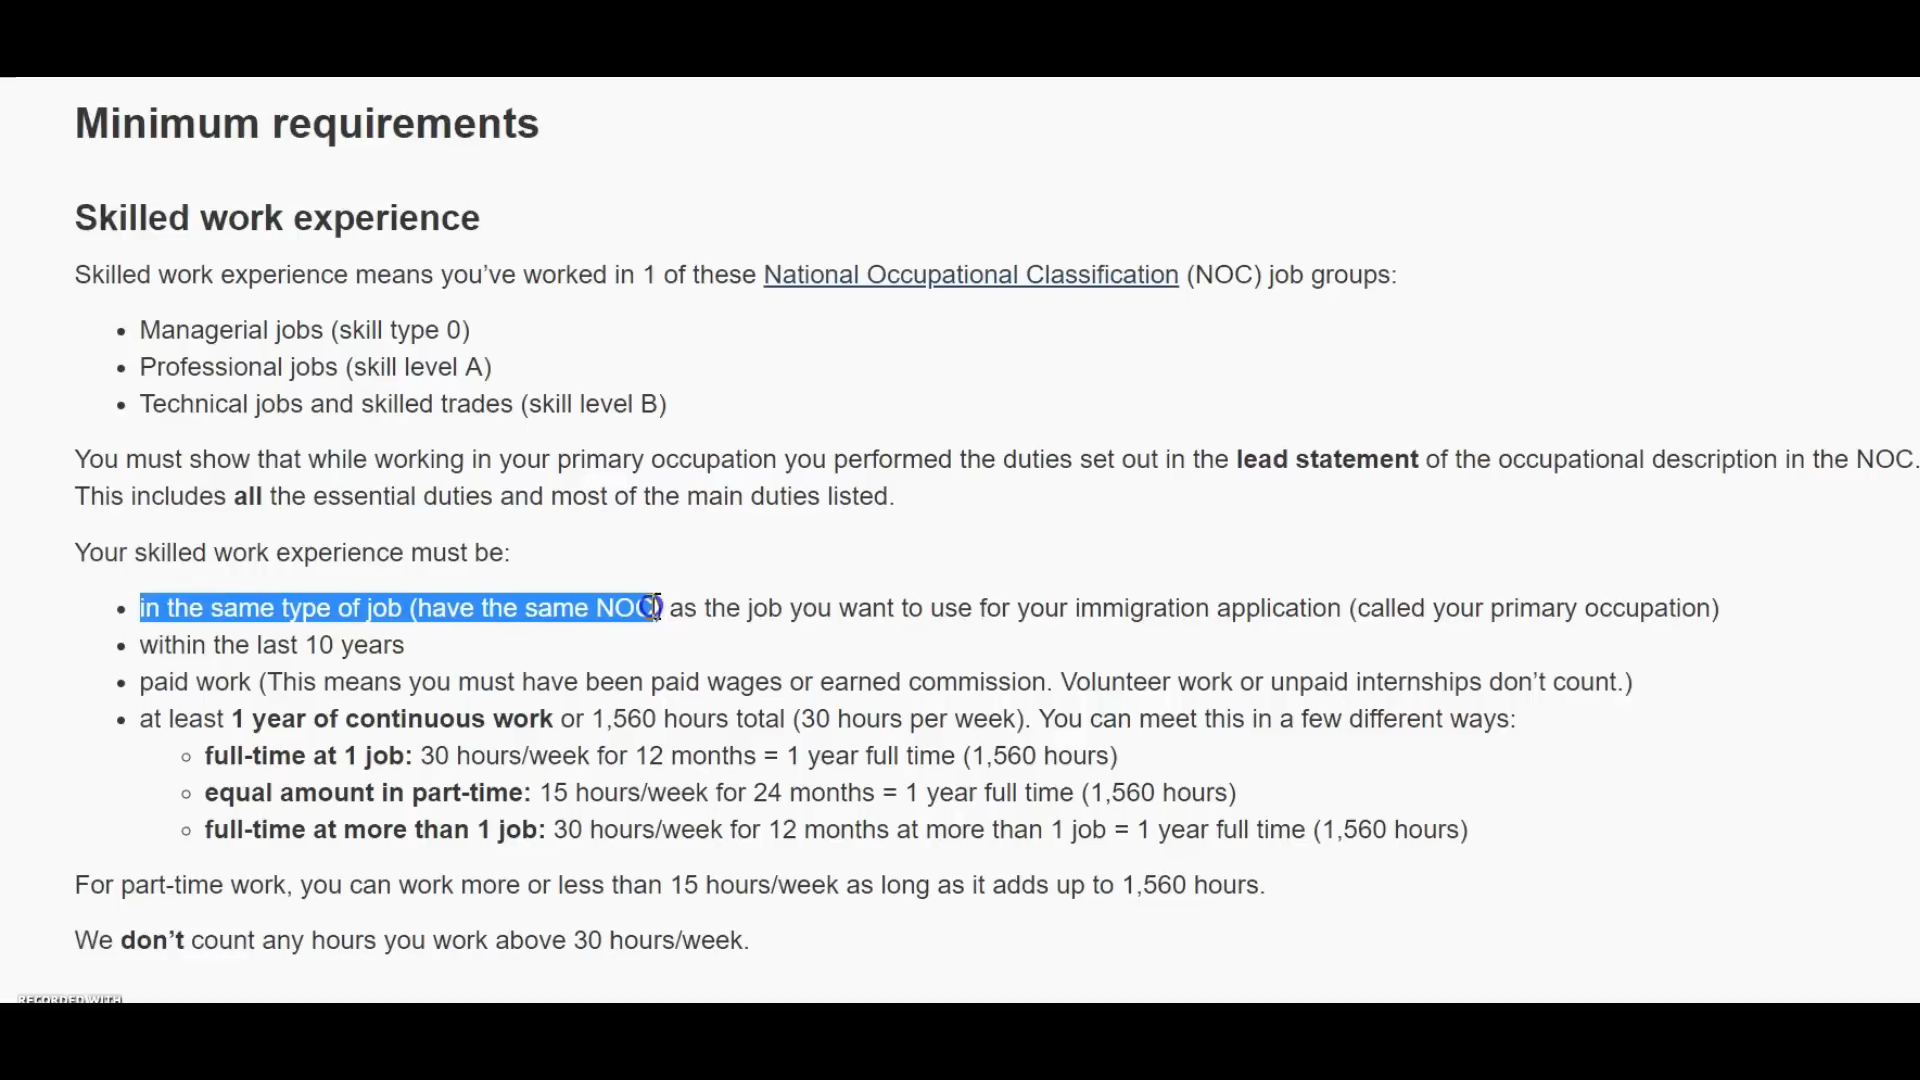 Minimum requirements
Skilled work experience
Skilled work experience means you’ve worked in 1 of these National Occupational Classification (NOC) job groups:
• Managerial jobs (skill type 0)
• Professional jobs (skill level A)
• Technical jobs and skilled trades (skill level B)
You must show that while working in your primary occupation you performed the duties set out in the lead statement of the occupational description in the NOC.
This includes all the essential duties and most of the main duties listed.
Your skilled work experience must be:
• in the same type of job (have the same NOC) as the job you want to use for your immigration application (called your primary occupation)
• within the last 10 years
• paid work (This means you must have been paid wages or earned commission. Volunteer work or unpaid internships don’t count.)
• at least 1 year of continuous work or 1,560 hours total (30 hours per week). You can meet this in a few different ways:
◦ full-time at 1 job: 30 hours/week for 12 months = 1 year full time (1,560 hours)
◦ equal amount in part-time: 15 hours/week for 24 months = 1 year full time (1,560 hours)
◦ full-time at more than 1 job: 30 hours/week for 12 months at more than 1 job = 1 year full time (1,560 hours)
For part-time work, you can work more or less than 15 hours/week as long as it adds up to 1,560 hours.
We don’t count any hours you work above 30 hours/week.
RECORDED WITH